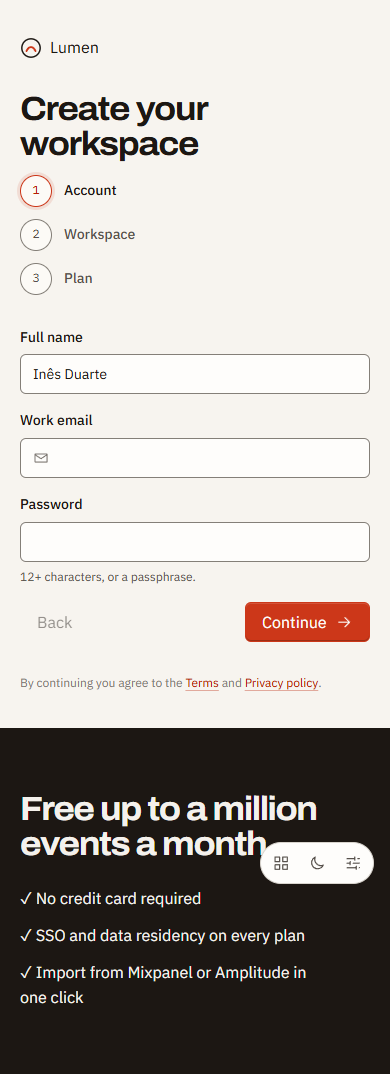 Lumen
Create your
workspace
1 Account
2 Workspace
3 Plan
Full name
Inês Duarte
Work email
Password
12+ characters, or a passphrase.
Back
Continue →
By continuing you agree to the Terms and Privacy policy.
Free up to a million
events a month
✓ No credit card required
✓ SSO and data residency on every plan
✓ Import from Mixpanel or Amplitude in
one click